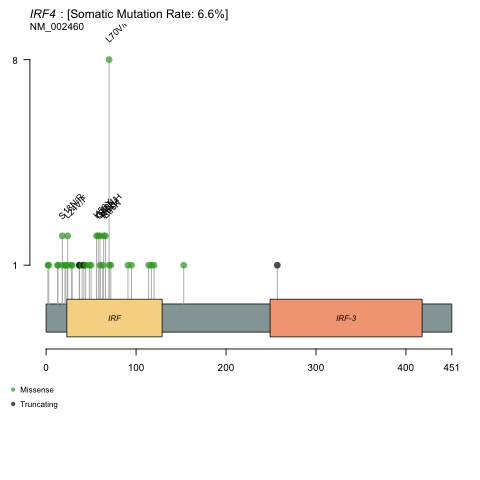 IRF4 : [Somatic Mutation Rate: 6.6%]
NM_002460
8
1
S18N/R
IRF
IRF-3
0
100
200
300
400
451
Missense
Truncating